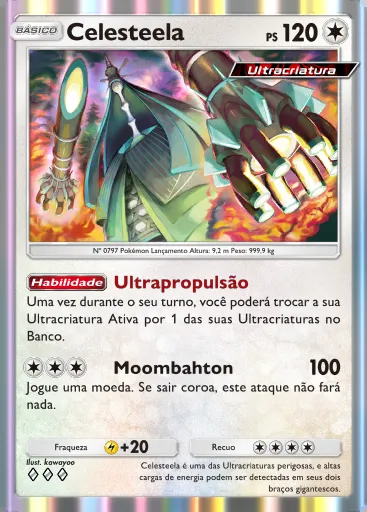 BÁSICO Celesteela PS 120
Ultracriatura
Nº 0797 Pokémon Lançamento Altura: 9,2 m Peso: 999,9 kg
Habilidade Ultrapropulsão
Uma vez durante o seu turno, você poderá trocar a sua
Ultracriatura Ativa por 1 das suas Ultracriaturas no
Banco.
Moombahton 100
Jogue uma moeda. Se sair coroa, este ataque não fará
nada.
Fraqueza +20 Recuo
Ilust. kawayoo
Celesteela é uma das Ultracriaturas perigosas, e altas
cargas de energia podem ser detectadas em seus dois
braços gigantescos.